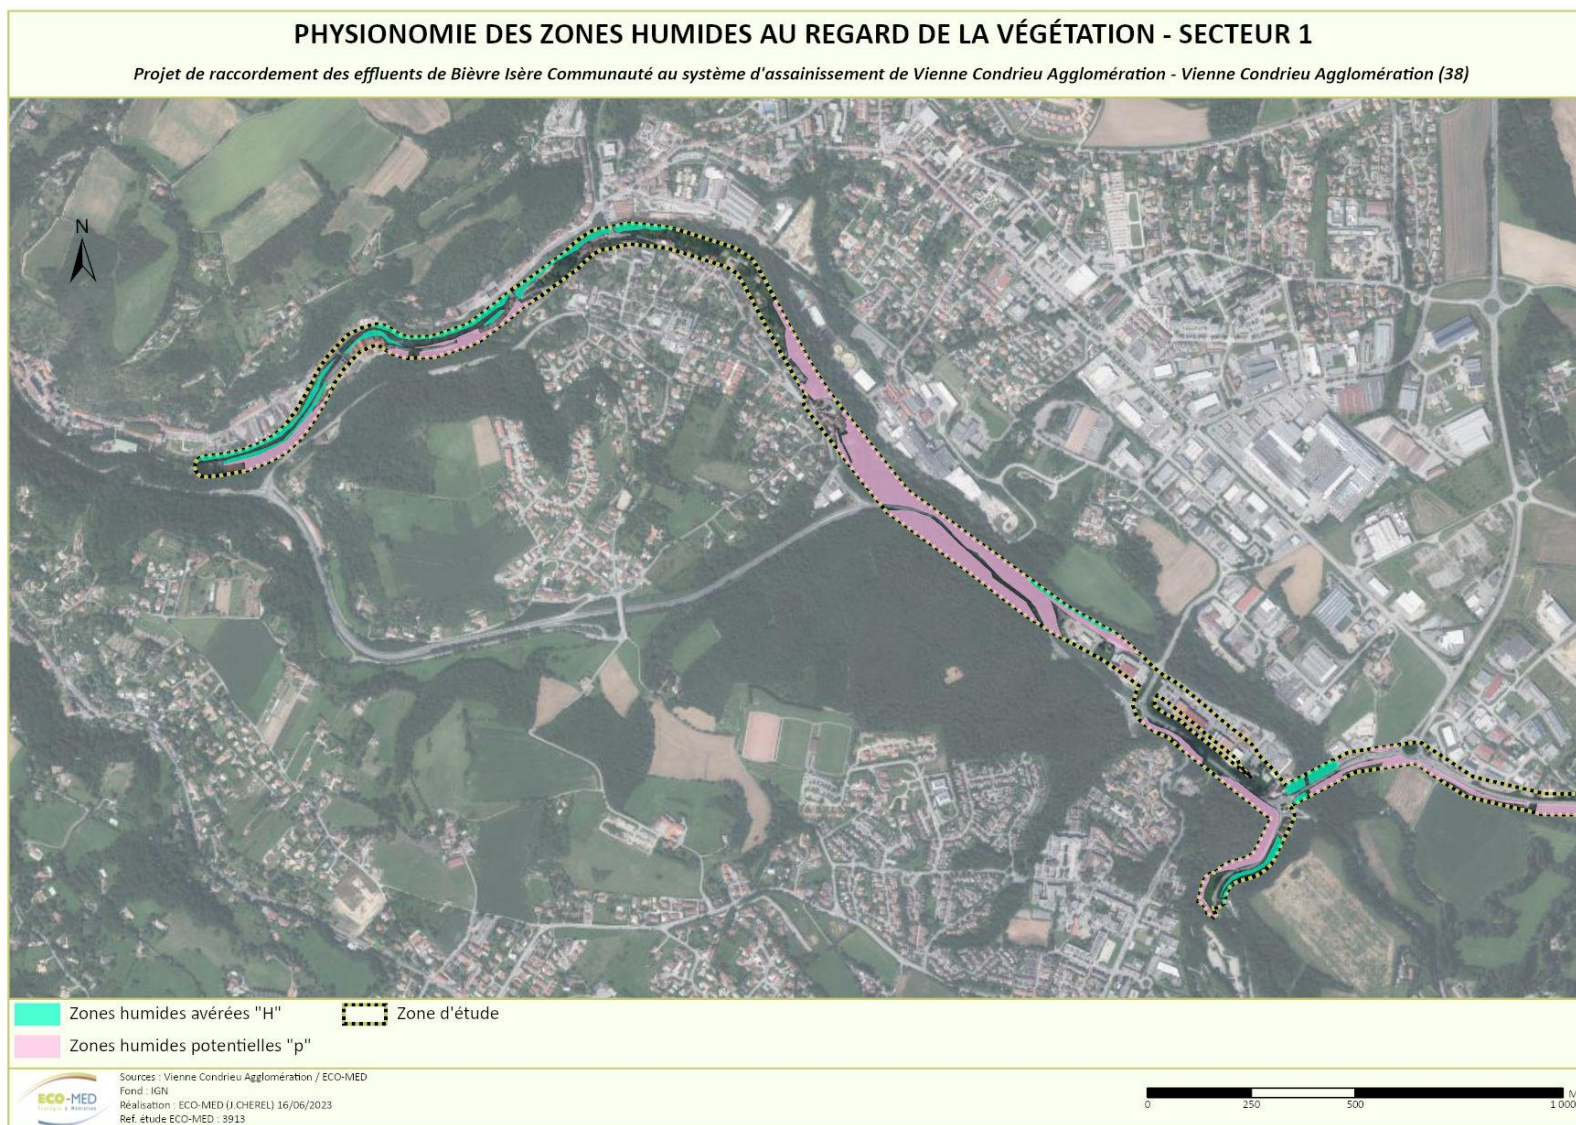 PHYSIONOMIE DES ZONES HUMIDES AU REGARD DE LA VÉGÉTATION - SECTEUR 1
Projet de raccordement des effluents de Bièvre Isère Communauté au système d'assainissement de Vienne Condrieu Agglomération - Vienne Condrieu Agglomération (38)
N
Zones humides avérées "H"
Zone d'étude
Zones humides potentielles "p"
ECO-MED
Écologie & Médiation
Sources : Vienne Condrieu Agglomération / ECO-MED
Fond : IGN
Réalisation : ECO-MED (J.CHEREL) 16/06/2023
Ref. étude ECO-MED : 3913
M
0 250 500 1 000